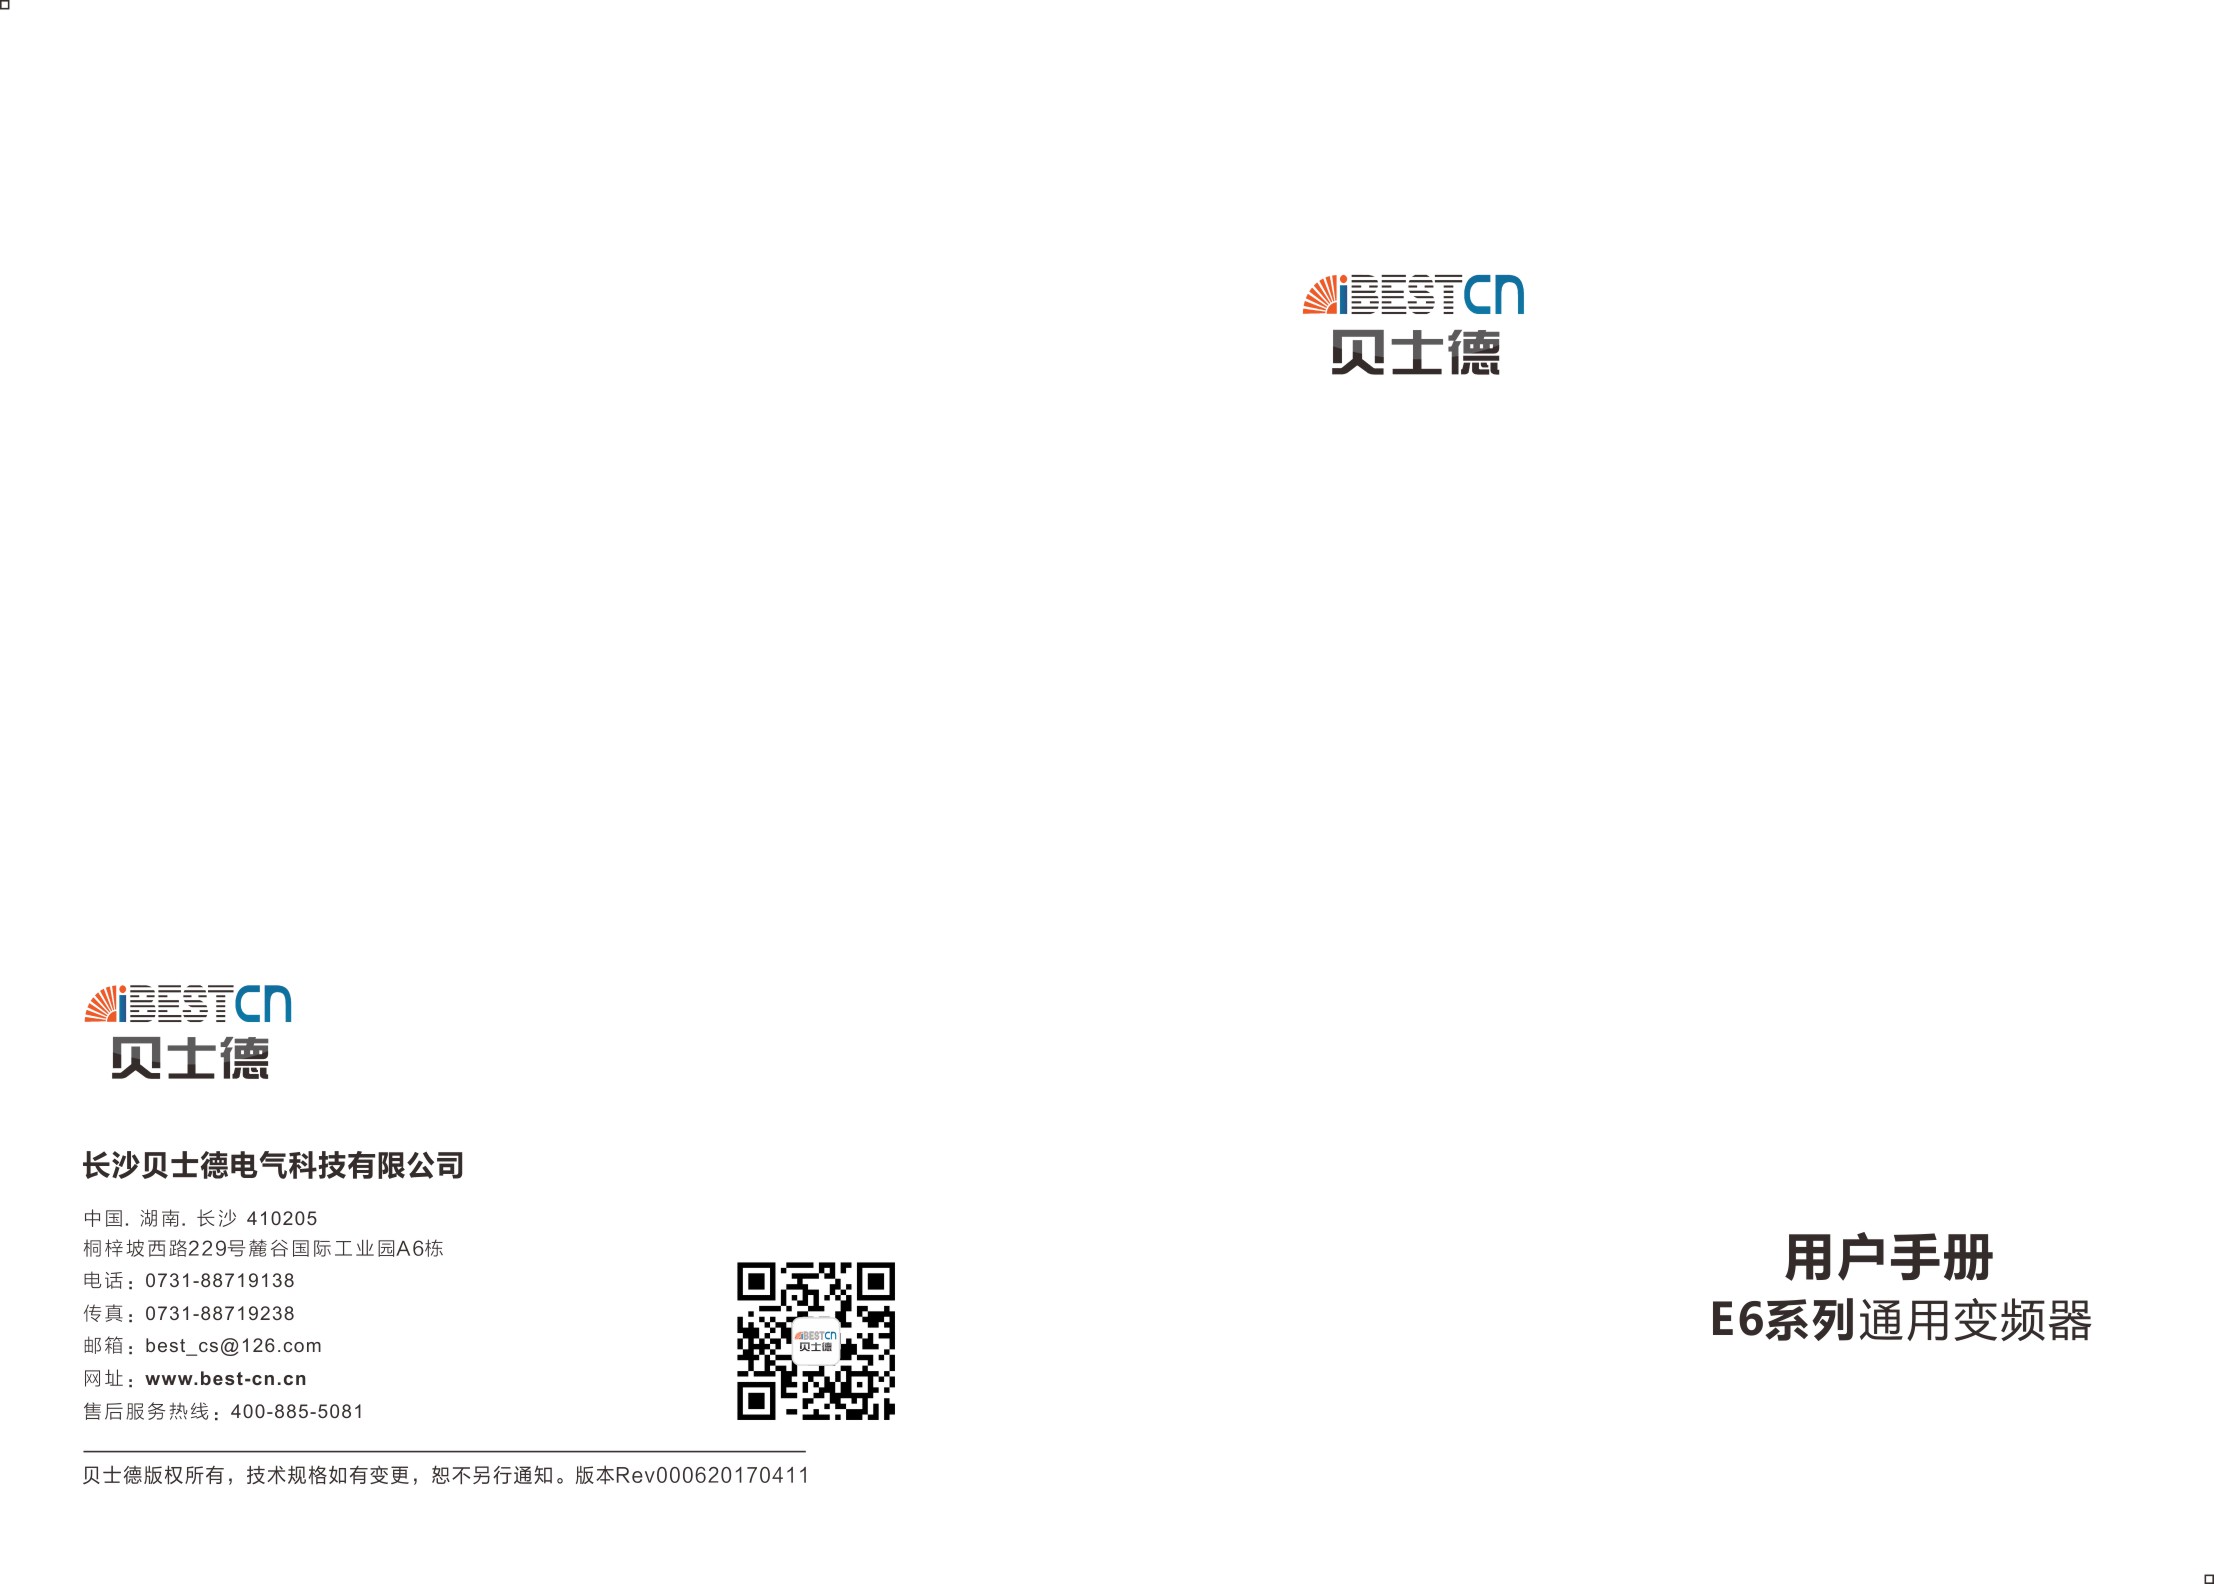 iBESTCN
贝士德
长沙贝士德电气科技有限公司
中国. 湖南. 长沙 410205
桐梓坡西路229号麓谷国际工业园A6栋
电话：0731-88719138
传真：0731-88719238
邮箱：best_cs@126.com
网址：www.best-cn.cn
售后服务热线：400-885-5081
iBESTCN
贝士德
贝士德版权所有，技术规格如有变更，恕不另行通知。版本Rev000620170411
iBESTCN
贝士德
用户手册
E6系列通用变频器